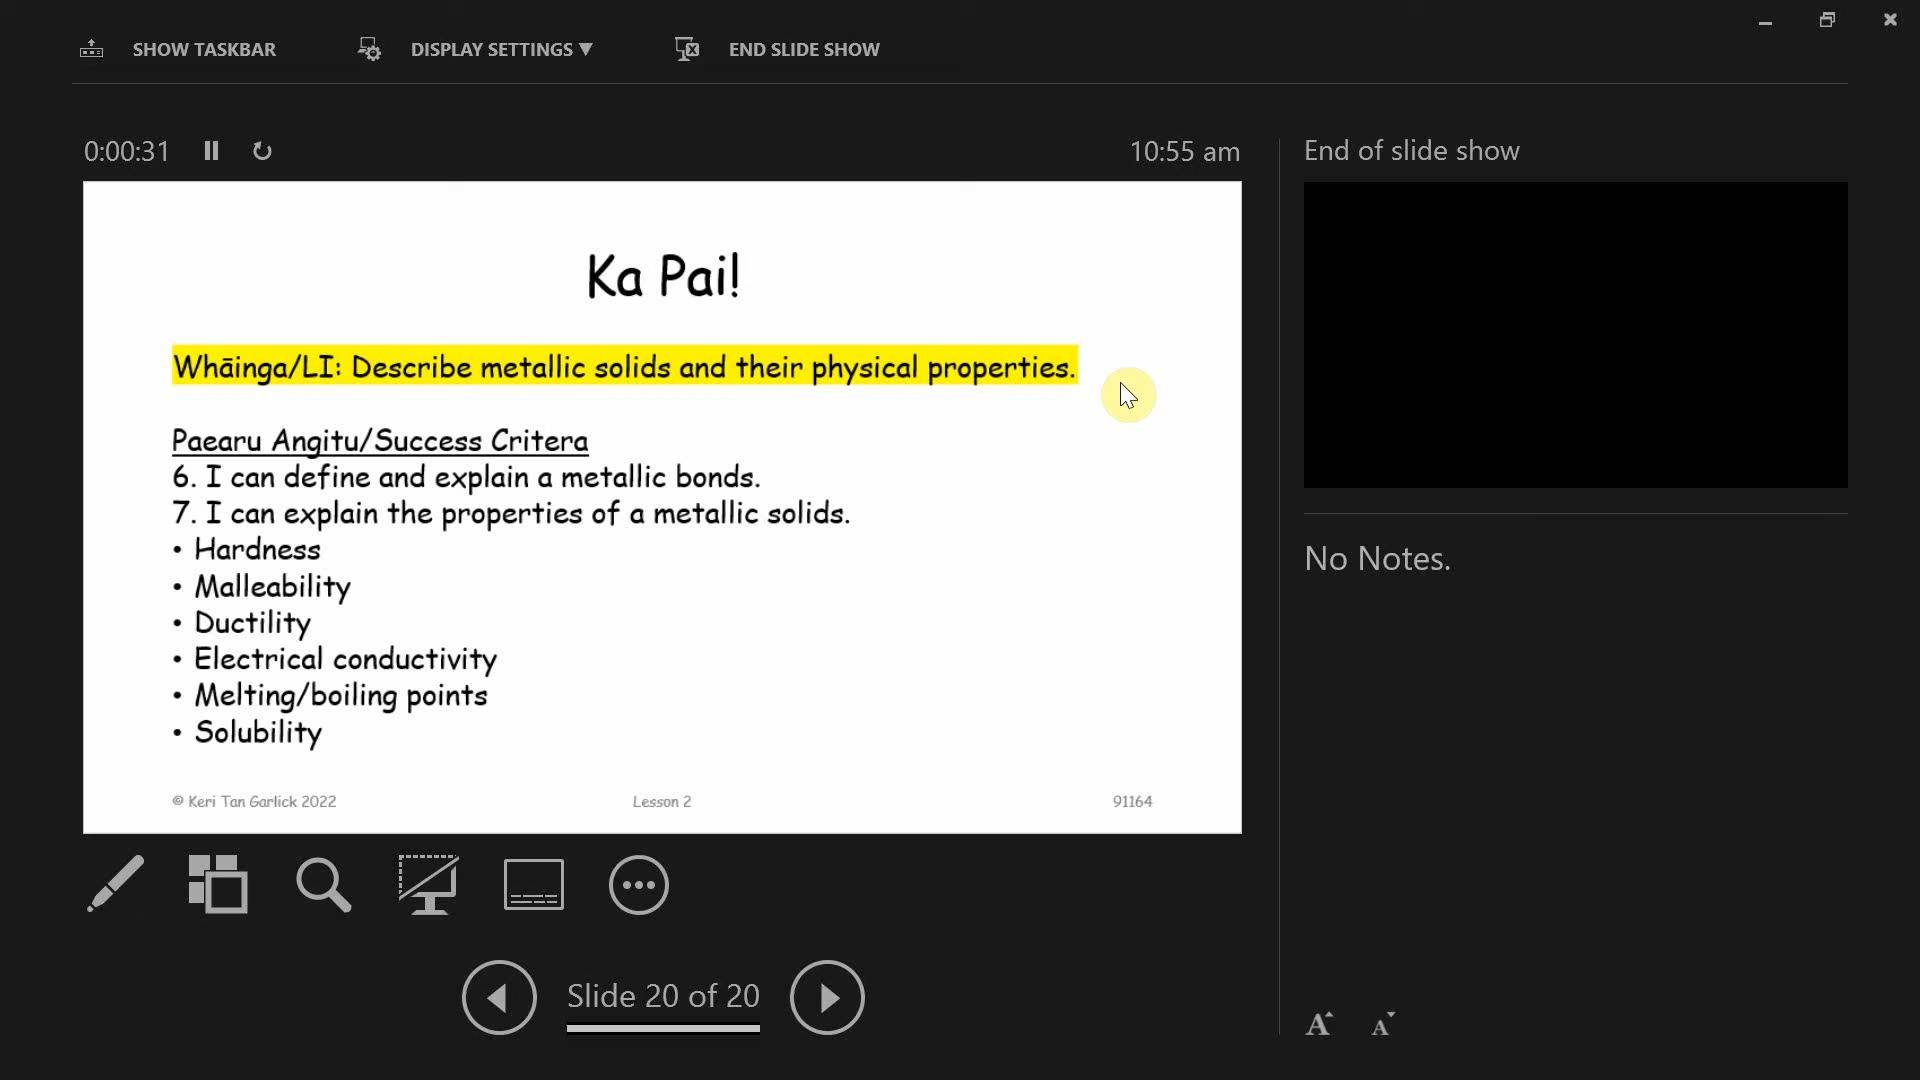 SHOW TASKBAR
DISPLAY SETTINGS ▼
END SLIDE SHOW
0:00:31
10:55 am
End of slide show
Ka Pai!
Whāinga/LI: Describe metallic solids and their physical properties.
Paearu Angitu/Success Critera
6. I can define and explain a metallic bonds.
7. I can explain the properties of a metallic solids.
• Hardness
• Malleability
• Ductility
• Electrical conductivity
• Melting/boiling points
• Solubility
© Keri Tan Garlick 2022
Lesson 2
91164
No Notes.
Slide 20 of 20
A
A